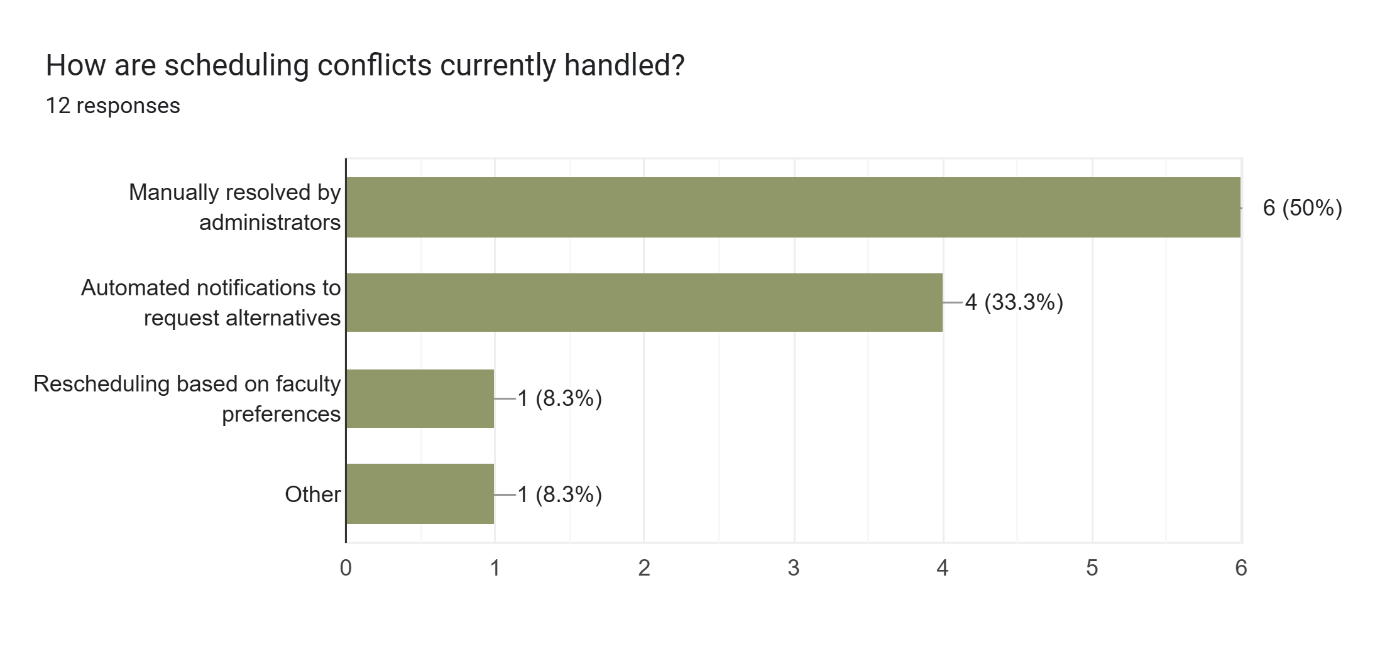 How are scheduling conflicts currently handled?
12 responses
Manually resolved by
administrators
6 (50%)
Automated notifications to
request alternatives
4 (33.3%)
Rescheduling based on faculty
preferences
1 (8.3%)
Other
1 (8.3%)
0 1 2 3 4 5 6